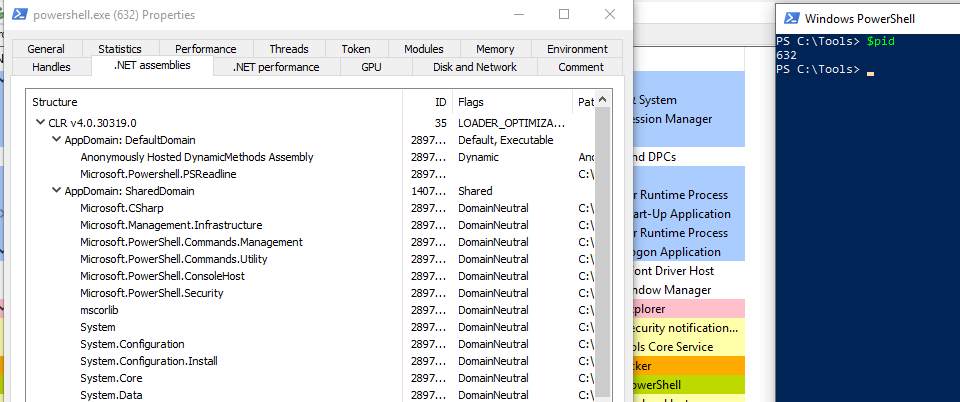 powershell.exe (632) Properties
General Statistics Performance Threads Token Modules Memory Environment
Handles .NET assemblies .NET performance GPU Disk and Network Comment
Structure ID Flags Pat
CLR v4.0.30319.0 35 LOADER_OPTIMIZA...
AppDomain: DefaultDomain 2897... Default, Executable
Anonymously Hosted DynamicMethods Assembly 2897... Dynamic Anc
Microsoft.Powershell.PSReadline 2897... C:\
AppDomain: SharedDomain 1407... Shared
Microsoft.CSharp 2897... DomainNeutral C:\
Microsoft.Management.Infrastructure 2897... DomainNeutral C:\
Microsoft.PowerShell.Commands.Management 2897... DomainNeutral C:\
Microsoft.PowerShell.Commands.Utility 2897... DomainNeutral C:\
Microsoft.PowerShell.ConsoleHost 2897... DomainNeutral C:\
Microsoft.PowerShell.Security 2897... DomainNeutral C:\
mscorlib 2897... DomainNeutral C:\
System 2897... DomainNeutral C:\
System.Configuration 2897... DomainNeutral C:\
System.Configuration.Install 2897... DomainNeutral C:\
System.Core 2897... DomainNeutral C:\
System.Data 2897... DomainNeutral C:\
& System
ession Manager
nd DPCs
r Runtime Process
art-Up Application
r Runtime Process
ogon Application
ont Driver Host
ndow Manager
xplorer
ecurity notification...
ols Core Service
cker
owerShell
Windows PowerShell
PS C:\Tools> $pid
632
PS C:\Tools>